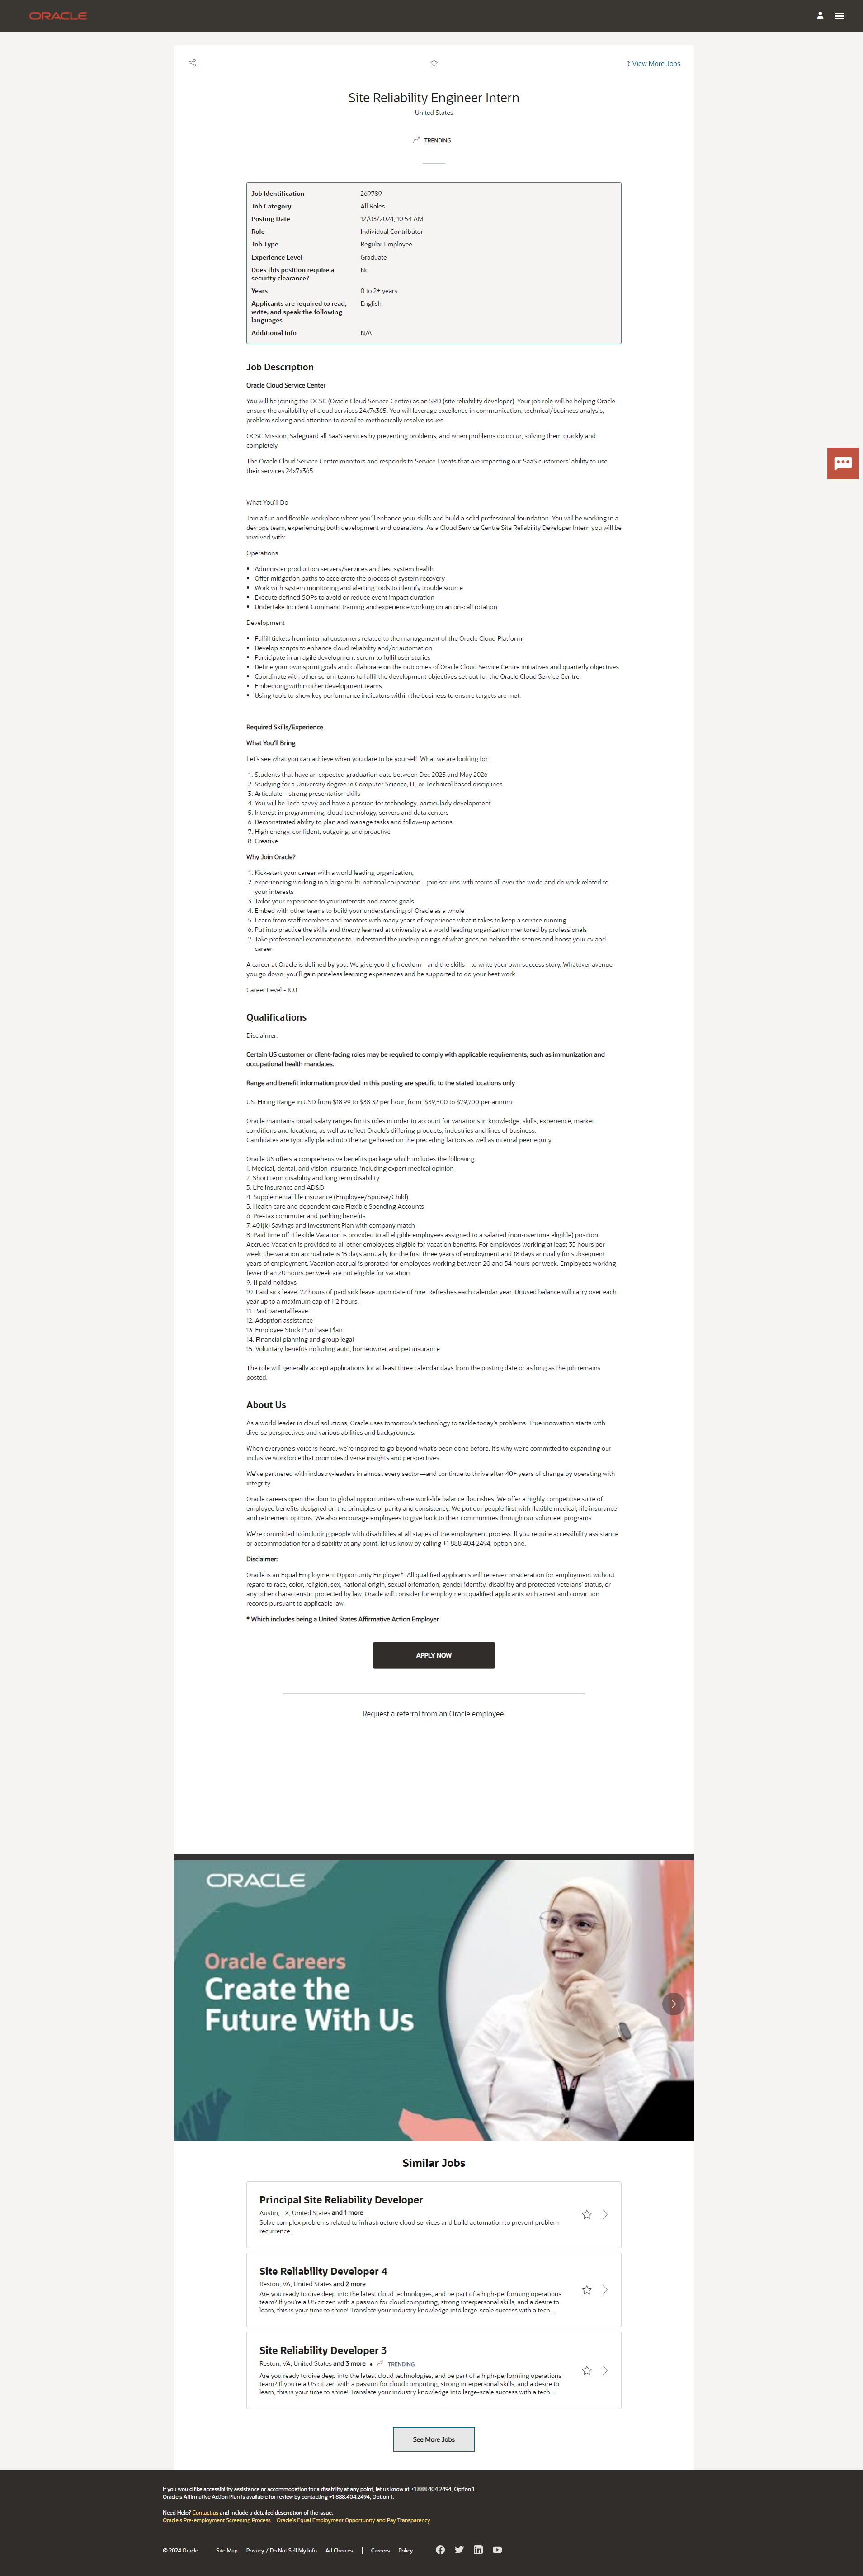 ORACLE
↑ View More Jobs
Site Reliability Engineer Intern
United States
TRENDING
Job Identification 269789
Job Category All Roles
Posting Date 12/03/2024, 10:54 AM
Role Individual Contributor
Job Type Regular Employee
Experience Level Graduate
Does this position require a No
security clearance?
Years 0 to 2+ years
Applicants are required to read, English
write, and speak the following
languages
Additional Info N/A
Job Description
Oracle Cloud Service Center
You will be joining the OCSC (Oracle Cloud Service Centre) as an SRD (site reliability developer). Your job role will be helping Oracle
ensure the availability of cloud services 24x7x365. You will leverage excellence in communication, technical/business analysis,
problem solving and attention to detail to methodically resolve issues.
OCSC Mission: Safeguard all SaaS services by preventing problems; and when problems do occur, solving them quickly and
completely.
The Oracle Cloud Service Centre monitors and responds to Service Events that are impacting our SaaS customers' ability to use
their services 24x7x365.
What You'll Do
Join a fun and flexible workplace where you'll enhance your skills and build a solid professional foundation. You will be working in a
dev ops team, experiencing both development and operations. As a Cloud Service Centre Site Reliability Developer Intern you will be
involved with:
Operations
• Administer production servers/services and test system health
• Offer mitigation paths to accelerate the process of system recovery
• Work with system monitoring and alerting tools to identify trouble source
• Execute defined SOPs to avoid or reduce event impact duration
• Undertake Incident Command training and experience working on an on-call rotation
Development
• Fulfill tickets from internal customers related to the management of the Oracle Cloud Platform
• Develop scripts to enhance cloud reliability and/or automation
• Participate in an agile development scrum to fulfil user stories
• Define your own sprint goals and collaborate on the outcomes of Oracle Cloud Service Centre initiatives and quarterly objectives
• Coordinate with other scrum teams to fulfil the development objectives set out for the Oracle Cloud Service Centre.
• Embedding within other development teams.
• Using tools to show key performance indicators within the business to ensure targets are met.
Required Skills/Experience
What You'll Bring
Let's see what you can achieve when you dare to be yourself. What we are looking for:
1. Students that have an expected graduation date between Dec 2025 and May 2026
2. Studying for a University degree in Computer Science, IT, or Technical based disciplines
3. Articulate – strong presentation skills
4. You will be Tech savvy and have a passion for technology, particularly development
5. Interest in programming, cloud technology, servers and data centers
6. Demonstrated ability to plan and manage tasks and follow-up actions
7. High energy, confident, outgoing, and proactive
8. Creative
Why Join Oracle?
1. Kick-start your career with a world leading organization,
2. experiencing working in a large multi-national corporation – join scrums with teams all over the world and do work related to
your interests
3. Tailor your experience to your interests and career goals.
4. Embed with other teams to build your understanding of Oracle as a whole
5. Learn from staff members and mentors with many years of experience what it takes to keep a service running
6. Put into practice the skills and theory learned at university at a world leading organization mentored by professionals
7. Take professional examinations to understand the underpinnings of what goes on behind the scenes and boost your cv and
career
A career at Oracle is defined by you. We give you the freedom—and the skills—to write your own success story. Whatever avenue
you go down, you'll gain priceless learning experiences and be supported to do your best work.
Career Level - IC0
Qualifications
Disclaimer:
Certain US customer or client-facing roles may be required to comply with applicable requirements, such as immunization and
occupational health mandates.
Range and benefit information provided in this posting are specific to the stated locations only
US: Hiring Range in USD from $18.99 to $38.32 per hour; from: $39,500 to $79,700 per annum.
Oracle maintains broad salary ranges for its roles in order to account for variations in knowledge, skills, experience, market
conditions and locations, as well as reflect Oracle's differing products, industries and lines of business.
Candidates are typically placed into the range based on the preceding factors as well as internal peer equity.
Oracle US offers a comprehensive benefits package which includes the following:
1. Medical, dental, and vision insurance, including expert medical opinion
2. Short term disability and long term disability
3. Life insurance and AD&D
4. Supplemental life insurance (Employee/Spouse/Child)
5. Health care and dependent care Flexible Spending Accounts
6. Pre-tax commuter and parking benefits
7. 401(k) Savings and Investment Plan with company match
8. Paid time off: Flexible Vacation is provided to all eligible employees assigned to a salaried (non-overtime eligible) position.
Accrued Vacation is provided to all other employees eligible for vacation benefits. For employees working at least 35 hours per
week, the vacation accrual rate is 13 days annually for the first three years of employment and 18 days annually for subsequent
years of employment. Vacation accrual is prorated for employees working between 20 and 34 hours per week. Employees working
fewer than 20 hours per week are not eligible for vacation.
9. 11 paid holidays
10. Paid sick leave: 72 hours of paid sick leave upon date of hire. Refreshes each calendar year. Unused balance will carry over each
year up to a maximum cap of 112 hours.
11. Paid parental leave
12. Adoption assistance
13. Employee Stock Purchase Plan
14. Financial planning and group legal
15. Voluntary benefits including auto, homeowner and pet insurance
The role will generally accept applications for at least three calendar days from the posting date or as long as the job remains
posted.
About Us
As a world leader in cloud solutions, Oracle uses tomorrow's technology to tackle today's problems. True innovation starts with
diverse perspectives and various abilities and backgrounds.
When everyone's voice is heard, we're inspired to go beyond what's been done before. It's why we're committed to expanding our
inclusive workforce that promotes diverse insights and perspectives.
We've partnered with industry-leaders in almost every sector—and continue to thrive after 40+ years of change by operating with
integrity.
Oracle careers open the door to global opportunities where work-life balance flourishes. We offer a highly competitive suite of
employee benefits designed on the principles of parity and consistency. We put our people first with flexible medical, life insurance
and retirement options. We also encourage employees to give back to their communities through our volunteer programs.
We're committed to including people with disabilities at all stages of the employment process. If you require accessibility assistance
or accommodation for a disability at any point, let us know by calling +1 888 404 2494, option one.
Disclaimer:
Oracle is an Equal Employment Opportunity Employer*. All qualified applicants will receive consideration for employment without
regard to race, color, religion, sex, national origin, sexual orientation, gender identity, disability and protected veterans' status, or
any other characteristic protected by law. Oracle will consider for employment qualified applicants with arrest and conviction
records pursuant to applicable law.
* Which includes being a United States Affirmative Action Employer
APPLY NOW
Request a referral from an Oracle employee.
ORACLE
Oracle Careers
Create the
Future With Us
Similar Jobs
Principal Site Reliability Developer
Austin, TX, United States and 1 more
Solve complex problems related to infrastructure cloud services and build automation to prevent problem
recurrence.
Site Reliability Developer 4
Reston, VA, United States and 2 more
Are you ready to dive deep into the latest cloud technologies, and be part of a high-performing operations
team? If you're a US citizen with a passion for cloud computing, strong interpersonal skills, and a desire to
learn, this is your time to shine! Translate your industry knowledge into large-scale success with a tech…
Site Reliability Developer 3
Reston, VA, United States and 3 more • TRENDING
Are you ready to dive deep into the latest cloud technologies, and be part of a high-performing operations
team? If you're a US citizen with a passion for cloud computing, strong interpersonal skills, and a desire to
learn, this is your time to shine! Translate your industry knowledge into large-scale success with a tech…
See More Jobs
If you would like accessibility assistance or accommodation for a disability at any point, let us know at +1.888.404.2494, Option 1.
Oracle's Affirmative Action Plan is available for review by contacting +1.888.404.2494, Option 1.
Need Help? Contact us and include a detailed description of the issue.
Oracle's Pre-employment Screening Process Oracle's Equal Employment Opportunity and Pay Transparency
© 2024 Oracle | Site Map Privacy / Do Not Sell My Info Ad Choices | Careers Policy